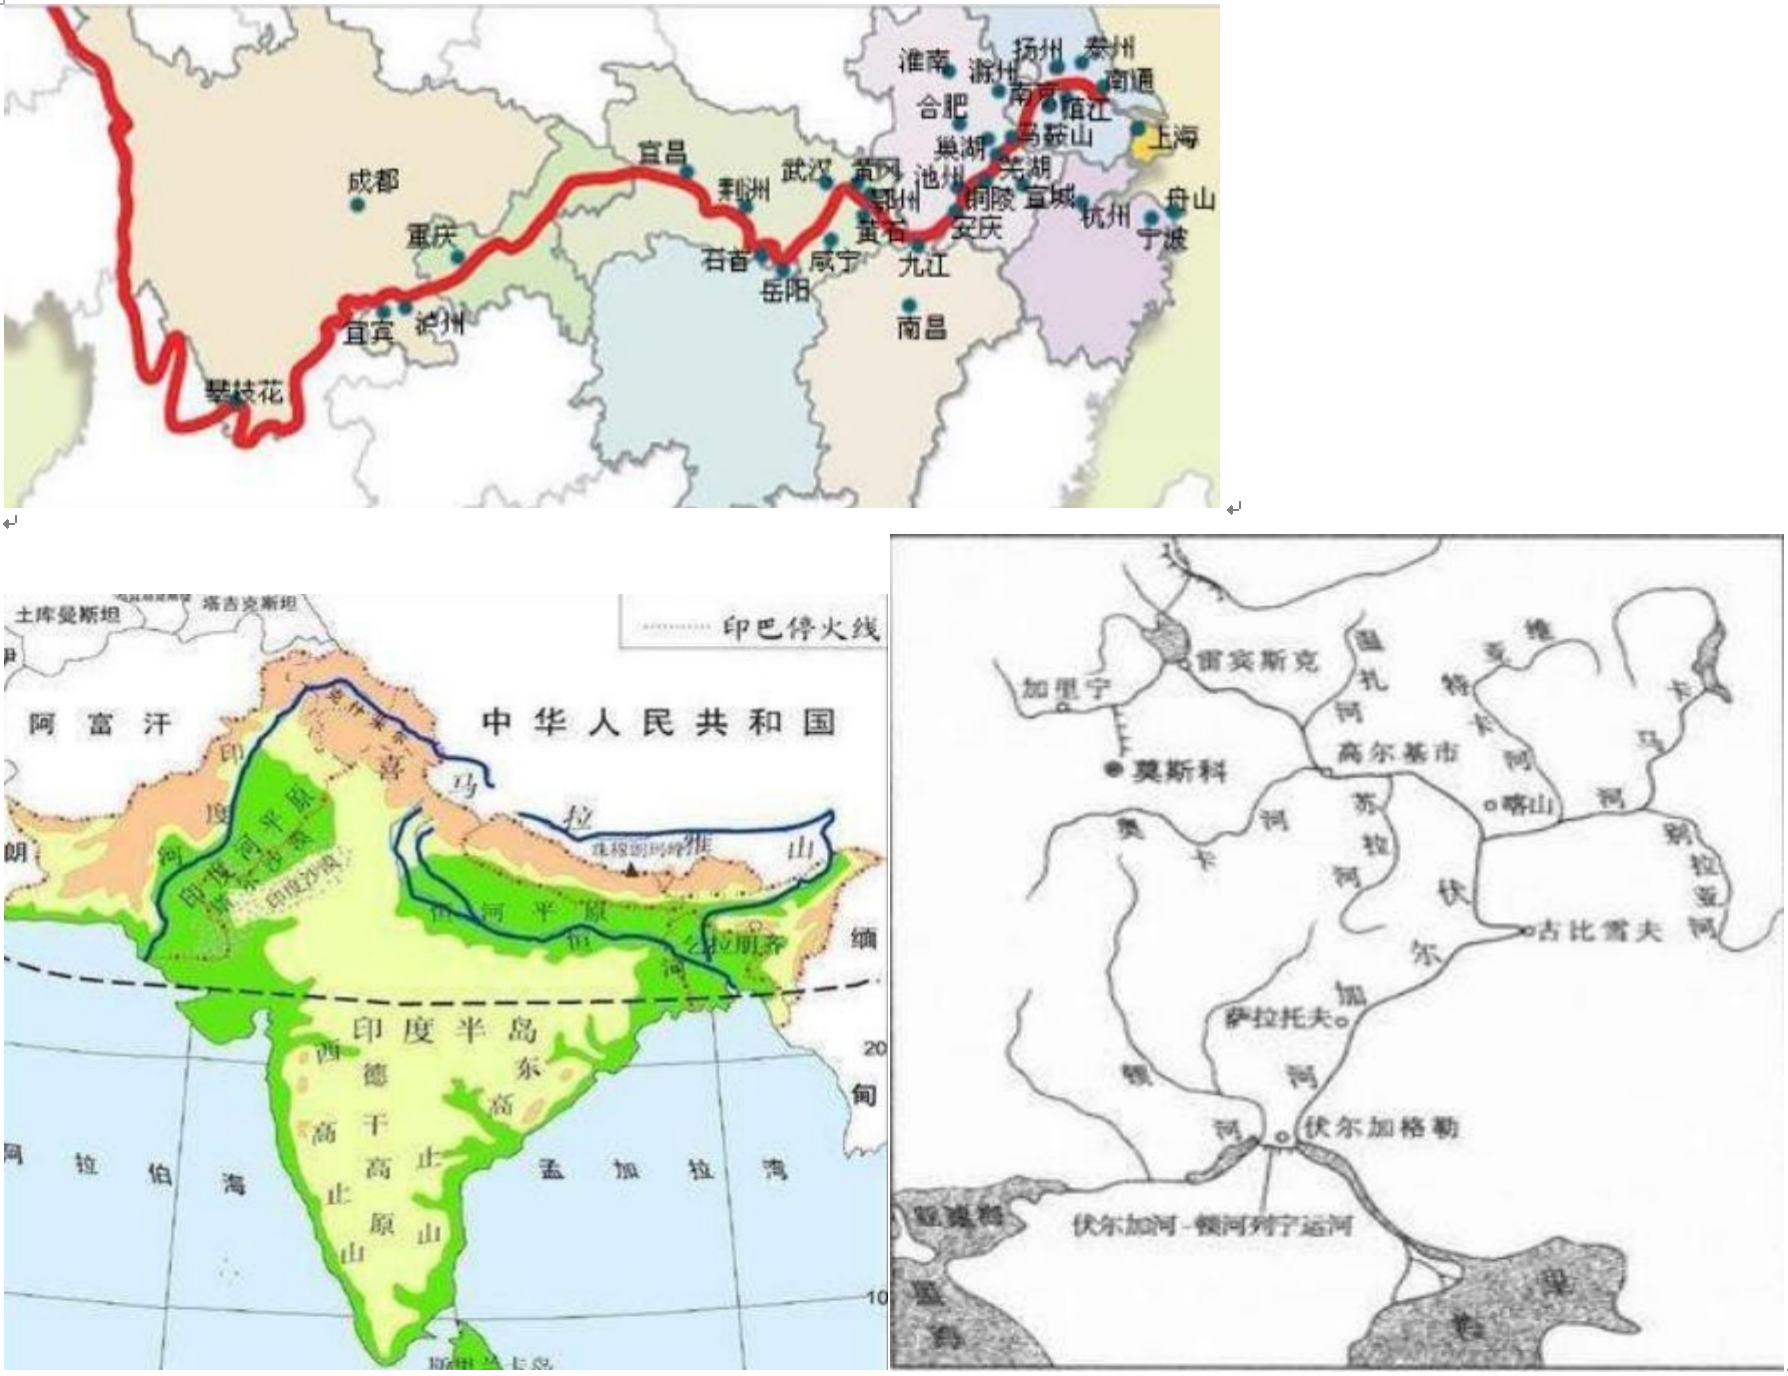 扬州 泰州
淮南 滁州 南通
南京 镇江
合肥
马鞍山 上海
巢湖
宜昌 武汉 黄冈 池州 芜湖
成都 荆州 鄂州 铜陵 宣城 杭州 舟山
重庆 黄石 安庆 宁波
石首 咸宁 九江
岳阳
宜宾 泸州 南昌
攀枝花
土库曼斯坦 塔吉克斯坦
印巴停火线
阿富汗 中华人民共和国
喜马拉雅山
珠穆朗玛峰
印度河
印度河平原
印度沙漠
恒河平原
恒河
朗
缅甸
印度半岛
西高止山
德干高原
东高止山
20
阿拉伯海 孟加拉湾
10
斯里兰卡岛
雷宾斯克
加里宁
温扎河
维亚特卡河
卡马河
莫斯科
高尔基市
喀山
奥卡河
苏拉河
别拉亚河
伏尔加河
古比雪夫
萨拉托夫
顿河
伏尔加格勒
伏尔加河-顿河列宁运河
亚速海
黑海
里海